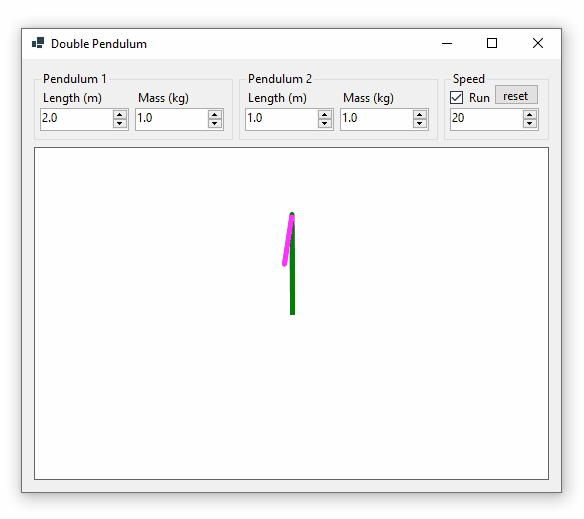 Double Pendulum
Pendulum 1
Length (m) Mass (kg)
2.0 1.0
Pendulum 2
Length (m) Mass (kg)
1.0 1.0
Speed
Run reset
20